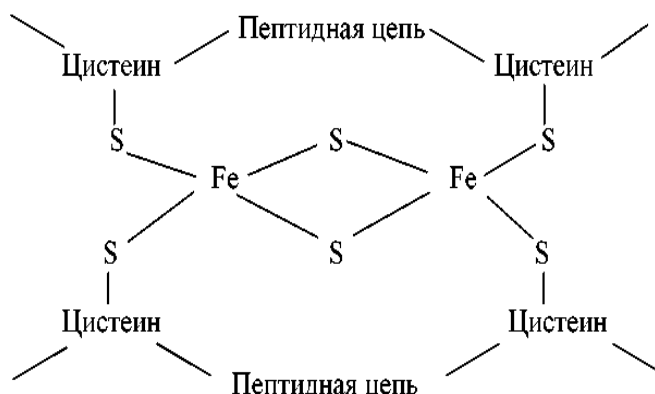 Пептидная цепь
Цистеин Цистеин
S S S
Fe Fe
S S S
Цистеин Цистеин
Пептидная цепь